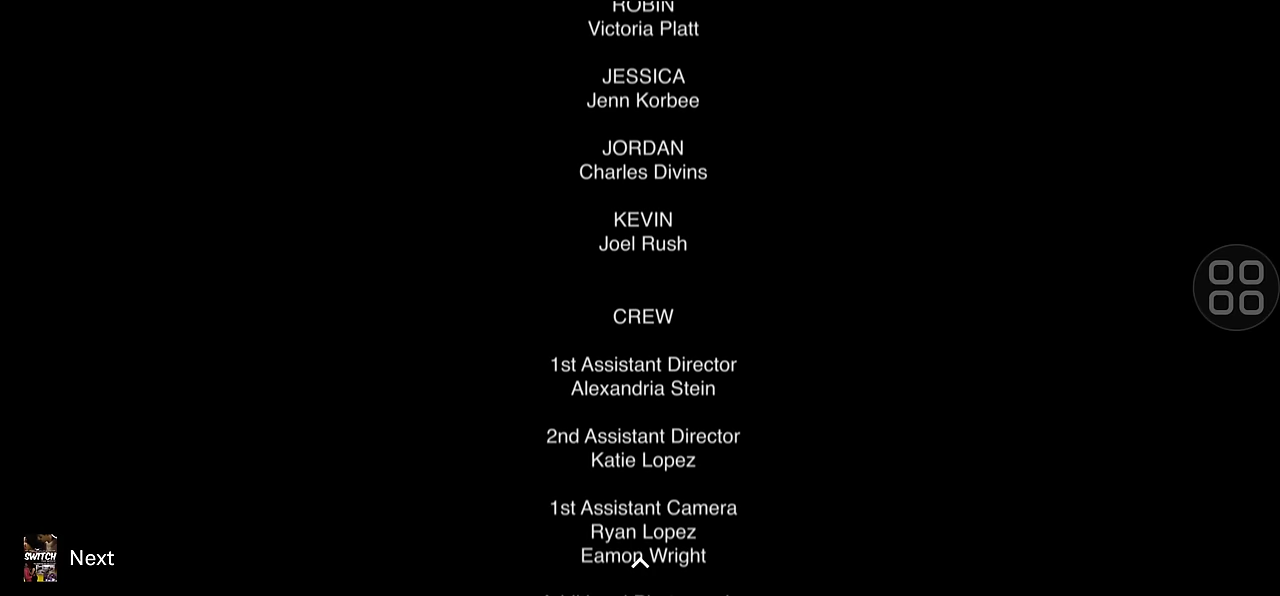 ROBIN
Victoria Platt
JESSICA
Jenn Korbee
JORDAN
Charles Divins
KEVIN
Joel Rush
CREW
1st Assistant Director
Alexandria Stein
2nd Assistant Director
Katie Lopez
1st Assistant Camera
Ryan Lopez
Eamon Wright
SWITCH
Next